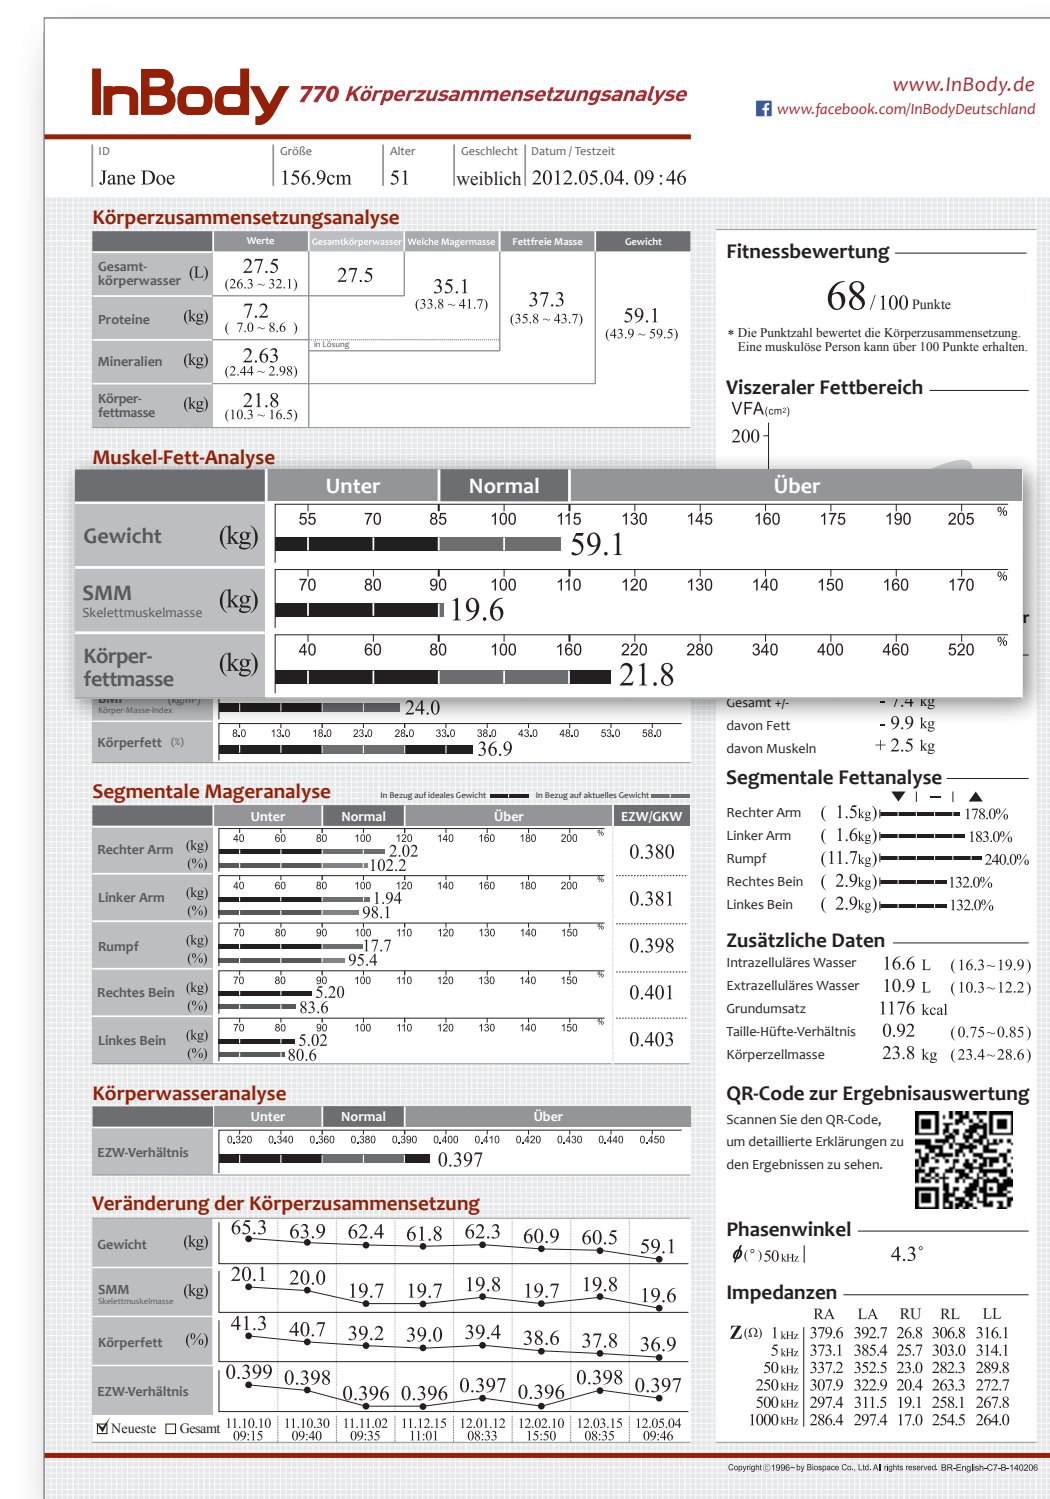 InBody 770 Körperzusammensetzungsanalyse
www.InBody.de
www.facebook.com/InBodyDeutschland
ID Größe Alter Geschlecht Datum / Testzeit
Jane Doe 156.9cm 51 weiblich 2012.05.04. 09 : 46
Körperzusammensetzungsanalyse
Werte Gesamtkörperwasser Weiche Magermasse Fettfreie Masse Gewicht
Gesamt-
körperwasser (L) 27.5 (26.3 ~ 32.1) 27.5 35.1 (33.8 ~ 41.7) 37.3 (35.8 ~ 43.7) 59.1 (43.9 ~ 59.5)
Proteine (kg) 7.2 ( 7.0 ~ 8.6 )
in Lösung
Mineralien (kg) 2.63 (2.44 ~ 2.98)
Körper-
fettmasse (kg) 21.8 (10.3 ~ 16.5)
Muskel-Fett-Analyse
Unter Normal Über
Gewicht (kg) 55 70 85 100 115 130 145 160 175 190 205 %
59.1
SMM (kg) 70 80 90 100 110 120 130 140 150 160 170 %
Skelettmuskelmasse 19.6
Körper-
fettmasse (kg) 40 60 80 100 160 220 280 340 400 460 520 %
21.8
Körper-Masse-Index 24.0
Körperfett (%) 8.0 13.0 18.0 23.0 28.0 33.0 38.0 43.0 48.0 53.0 58.0
36.9
Segmentale Mageranalyse
In Bezug auf ideales Gewicht In Bezug auf aktuelles Gewicht
Unter Normal Über EZW/GKW
Rechter Arm (kg) (%) 40 60 80 100 120 140 160 180 200 %
2.02
102.2
0.380
Linker Arm (kg) (%) 40 60 80 100 120 140 160 180 200 %
1.94
98.1
0.381
Rumpf (kg) (%) 70 80 90 100 110 120 130 140 150 %
17.7
95.4
0.398
Rechtes Bein (kg) (%) 70 80 90 100 110 120 130 140 150 %
5.20
83.6
0.401
Linkes Bein (kg) (%) 70 80 90 100 110 120 130 140 150 %
5.02
80.6
0.403
Körperwasseranalyse
Unter Normal Über
EZW-Verhältnis 0.320 0.340 0.360 0.380 0.390 0.400 0.410 0.420 0.430 0.440 0.450
0.397
Veränderung der Körperzusammensetzung
Gewicht (kg) 65.3 63.9 62.4 61.8 62.3 60.9 60.5 59.1
SMM (kg) 20.1 20.0 19.7 19.7 19.8 19.7 19.8 19.6
Skelettmuskelmasse
Körperfett (%) 41.3 40.7 39.2 39.0 39.4 38.6 37.8 36.9
EZW-Verhältnis 0.399 0.398 0.396 0.396 0.397 0.396 0.398 0.397
Neueste Gesamt 11.10.10 11.10.30 11.11.02 11.12.15 12.01.12 12.02.10 12.03.15 12.05.04
09:15 09:40 09:35 11:01 08:33 15:50 08:35 09:46
Fitnessbewertung
68 / 100 Punkte
* Die Punktzahl bewertet die Körperzusammensetzung.
Eine muskulöse Person kann über 100 Punkte erhalten.
Viszeraler Fettbereich
VFA(cm²)
200
r
Gesamt +/- - 7.4 kg
davon Fett - 9.9 kg
davon Muskeln + 2.5 kg
Segmentale Fettanalyse
Rechter Arm ( 1.5kg) 178.0%
Linker Arm ( 1.6kg) 183.0%
Rumpf (11.7kg) 240.0%
Rechtes Bein ( 2.9kg) 132.0%
Linkes Bein ( 2.9kg) 132.0%
Zusätzliche Daten
Intrazelluläres Wasser 16.6 L (16.3~19.9)
Extrazelluläres Wasser 10.9 L (10.3~12.2)
Grundumsatz 1176 kcal
Taille-Hüfte-Verhältnis 0.92 (0.75~0.85)
Körperzellmasse 23.8 kg (23.4~28.6)
QR-Code zur Ergebnisauswertung
Scannen Sie den QR-Code,
um detaillierte Erklärungen zu
den Ergebnissen zu sehen.
Phasenwinkel
ϕ(°)50kHz 4.3°
Impedanzen
RA LA RU RL LL
Z(Ω) 1kHz 379.6 392.7 26.8 306.8 316.1
5kHz 373.1 385.4 25.7 303.0 314.1
50kHz 337.2 352.5 23.0 282.3 289.8
250kHz 307.9 322.9 20.4 263.3 272.7
500kHz 297.4 311.5 19.1 258.1 267.8
1000kHz 286.4 297.4 17.0 254.5 264.0
Copyright ⓒ1996~ by Biospace Co., Ltd. All rights reserved. BR-English-C7-B-140206